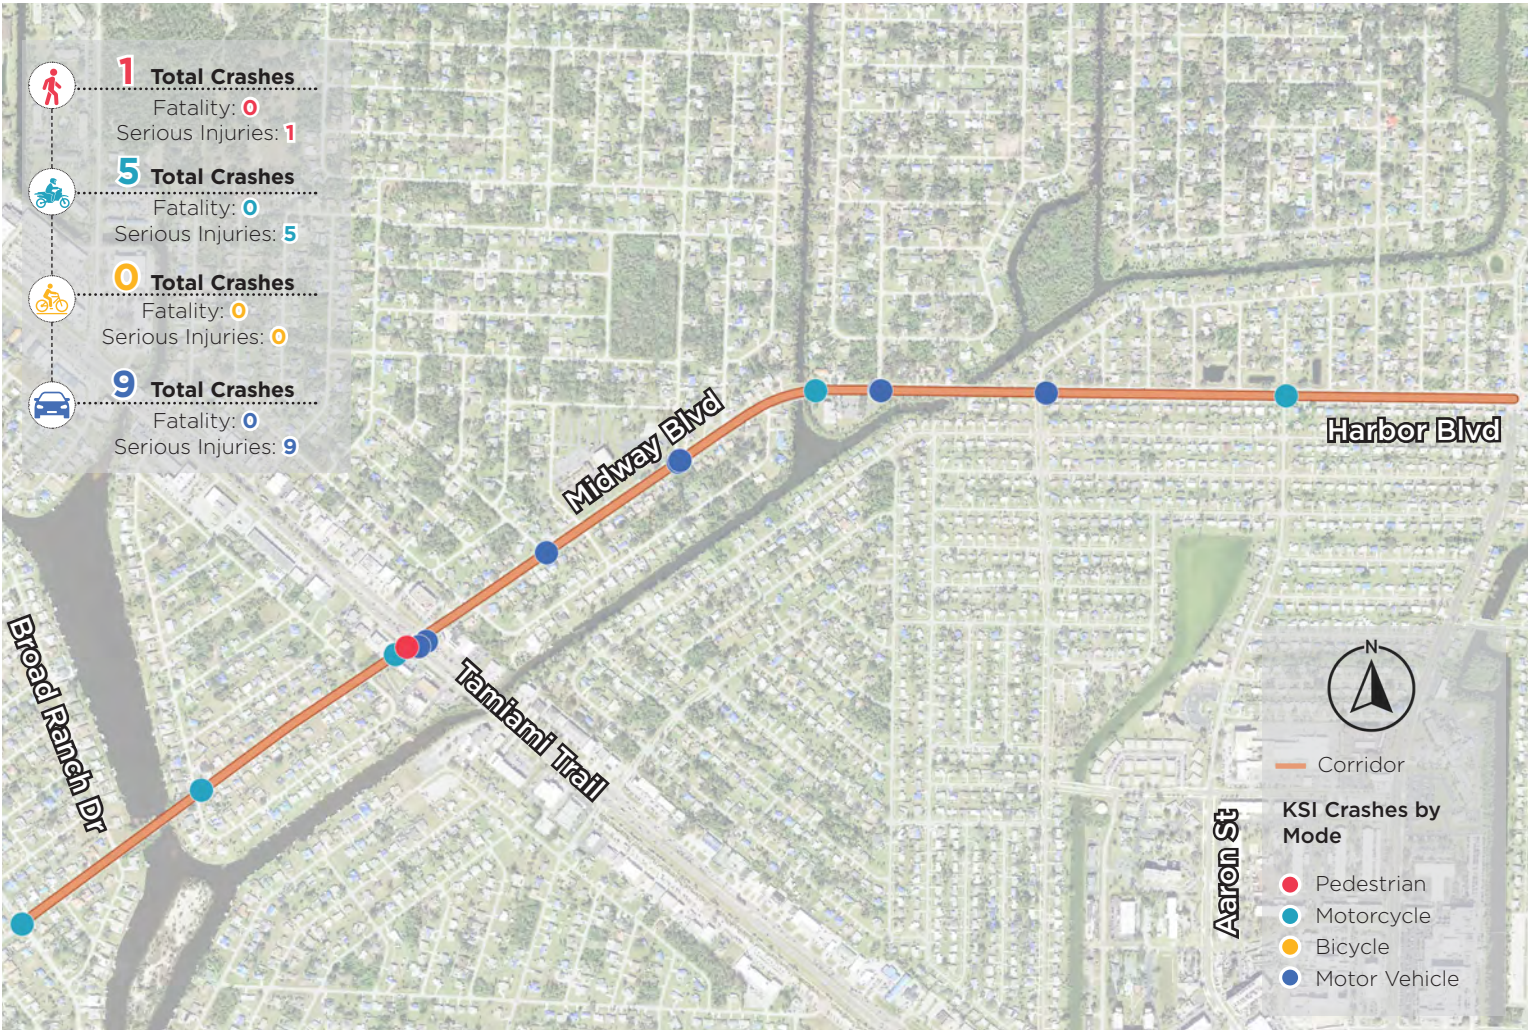 1 Total Crashes
Fatality: 0
Serious Injuries: 1
5 Total Crashes
Fatality: 0
Serious Injuries: 5
0 Total Crashes
Fatality: 0
Serious Injuries: 0
9 Total Crashes
Fatality: 0
Serious Injuries: 9
Midway Blvd
Harbor Blvd
Broad Ranch Dr
Tamiami Trail
Aaron St
N
Corridor
KSI Crashes by
Mode
Pedestrian
Motorcycle
Bicycle
Motor Vehicle